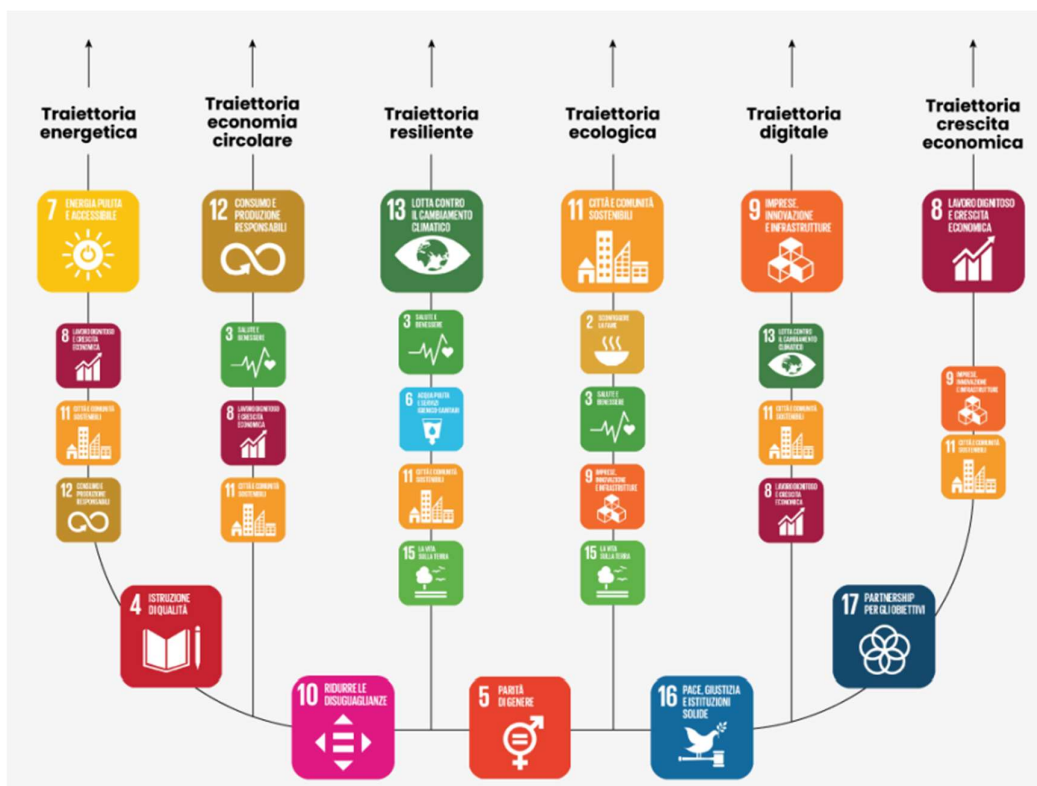 Traiettoria
energetica
Traiettoria
economia
circolare
Traiettoria
resiliente
Traiettoria
ecologica
Traiettoria
digitale
Traiettoria
crescita
economica
7 ENERGIA PULITA
E ACCESSIBILE
12 CONSUMO E
PRODUZIONE
RESPONSABILI
13 LOTTA CONTRO
IL CAMBIAMENTO
CLIMATICO
11 CITTÀ E COMUNITÀ
SOSTENIBILI
9 IMPRESE,
INNOVAZIONE
E INFRASTRUTTURE
8 LAVORO DIGNITOSO
E CRESCITA
ECONOMICA
8 LAVORO DIGNITOSO
E CRESCITA
ECONOMICA
11 CITTÀ E COMUNITÀ
SOSTENIBILI
12 CONSUMO E
PRODUZIONE
RESPONSABILI
3 SALUTE E
BENESSERE
8 LAVORO DIGNITOSO
E CRESCITA
ECONOMICA
11 CITTÀ E COMUNITÀ
SOSTENIBILI
3 SALUTE E
BENESSERE
6 ACQUA PULITA
E SERVIZI
IGIENICO-SANITARI
11 CITTÀ E COMUNITÀ
SOSTENIBILI
15 LA VITA
SULLA TERRA
2 SCONFIGGERE
LA FAME
3 SALUTE E
BENESSERE
9 IMPRESE,
INNOVAZIONE
E INFRASTRUTTURE
15 LA VITA
SULLA TERRA
13 LOTTA CONTRO
IL CAMBIAMENTO
CLIMATICO
11 CITTÀ E COMUNITÀ
SOSTENIBILI
8 LAVORO DIGNITOSO
E CRESCITA
ECONOMICA
9 IMPRESE,
INNOVAZIONE
E INFRASTRUTTURE
11 CITTÀ E COMUNITÀ
SOSTENIBILI
4 ISTRUZIONE
DI QUALITÀ
10 RIDURRE LE
DISUGUAGLIANZE
5 PARITÀ
DI GENERE
16 PACE, GIUSTIZIA
E ISTITUZIONI
SOLIDE
17 PARTNERSHIP
PER GLI OBIETTIVI